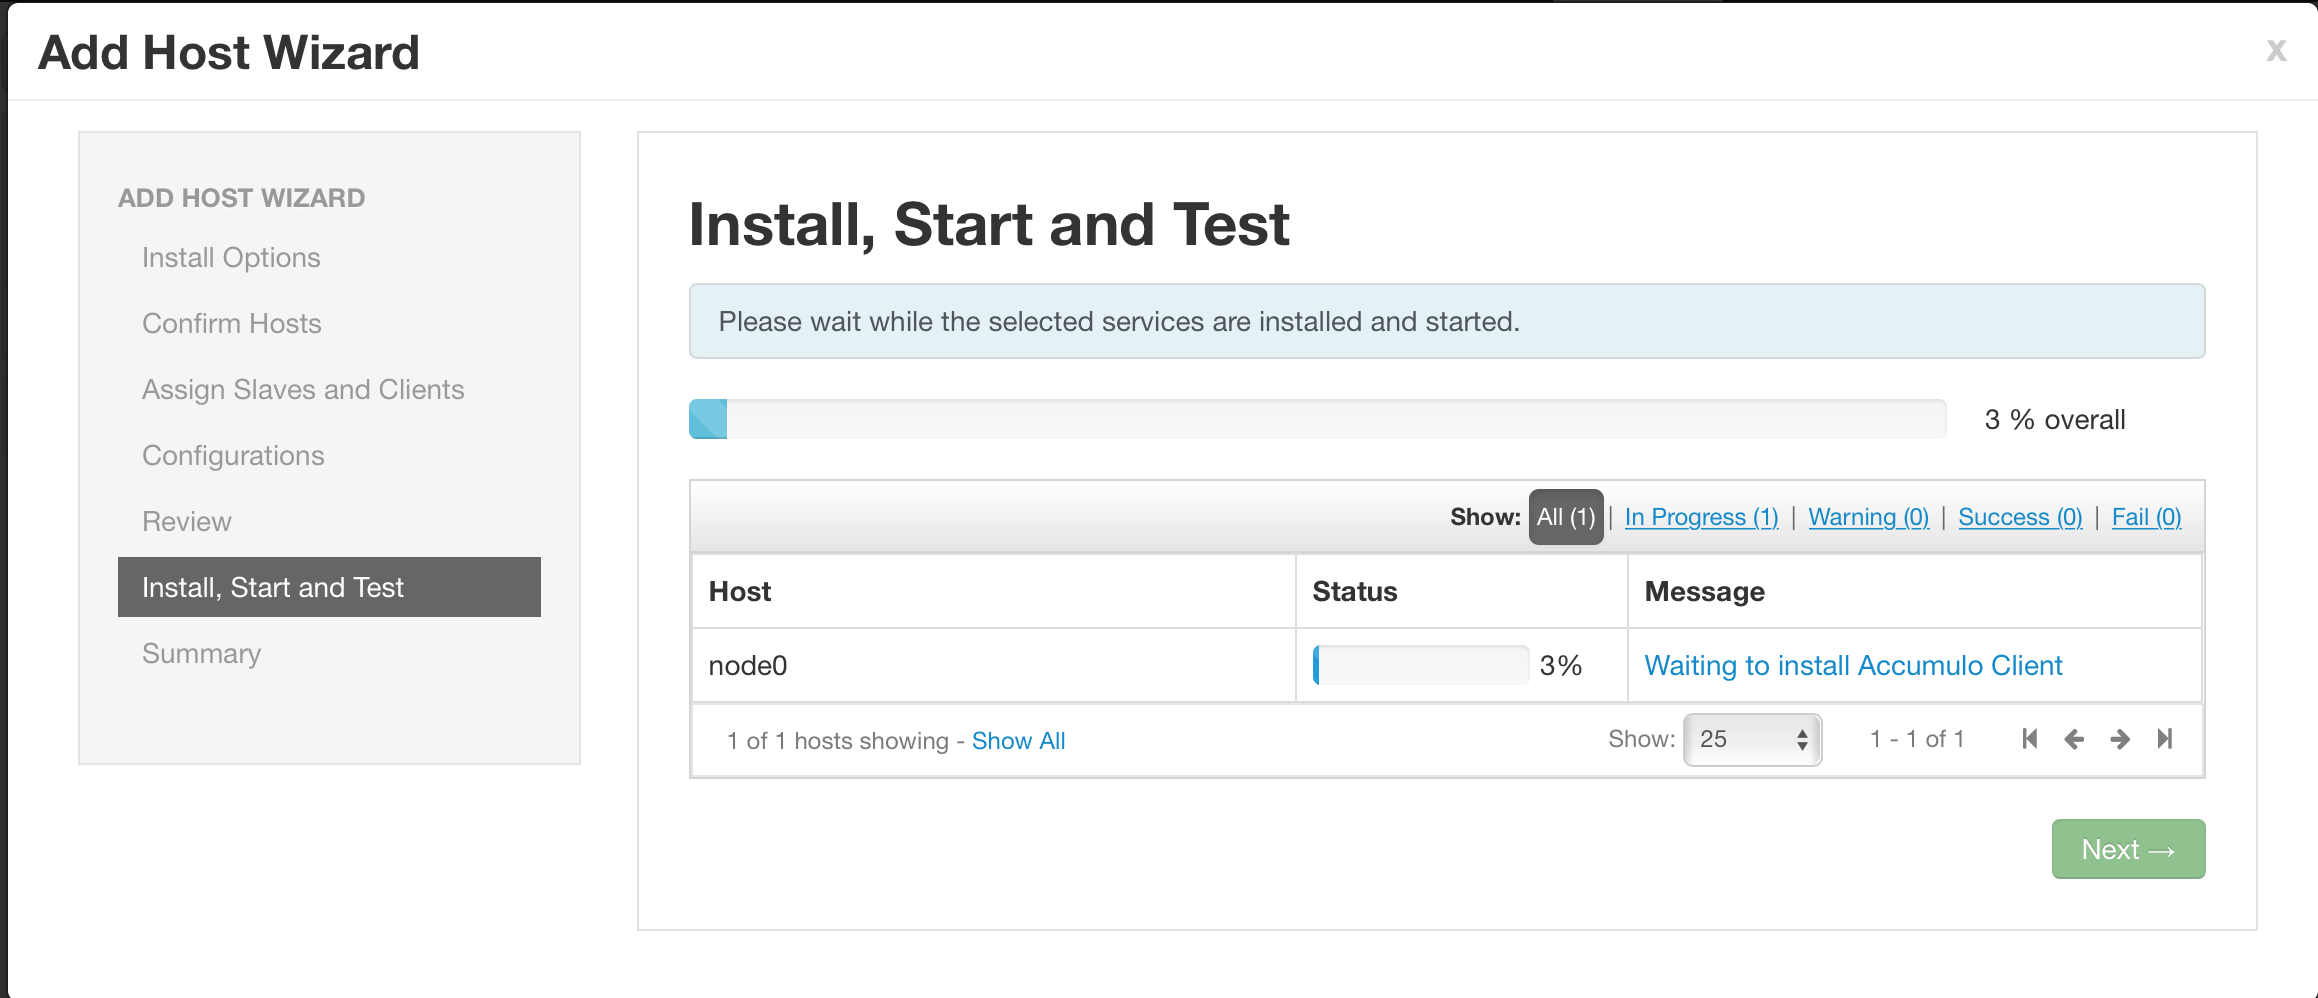 Add Host Wizard
x
ADD HOST WIZARD
Install Options
Confirm Hosts
Assign Slaves and Clients
Configurations
Review
Install, Start and Test
Summary
Install, Start and Test
Please wait while the selected services are installed and started.
3 % overall
Show: All (1) | In Progress (1) | Warning (0) | Success (0) | Fail (0)
Host Status Message
node0 3% Waiting to install Accumulo Client
1 of 1 hosts showing - Show All Show: 25 1 - 1 of 1
Next →